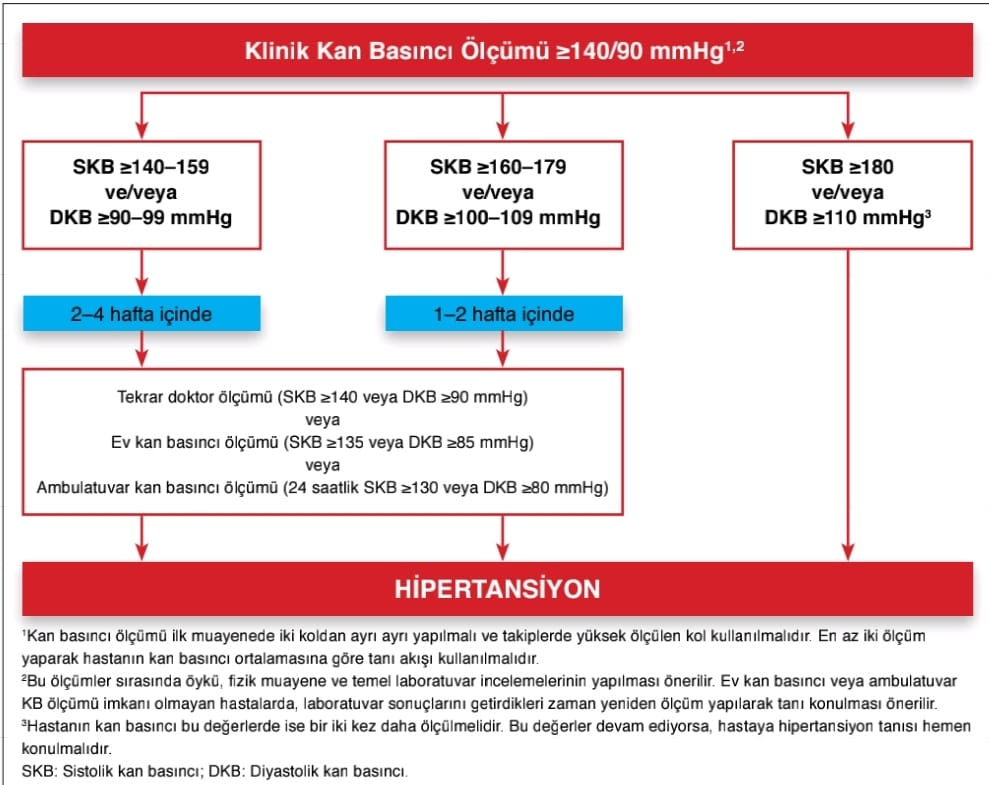 Klinik Kan Basıncı Ölçümü ≥140/90 mmHg¹,²
SKB ≥140–159
ve/veya
DKB ≥90–99 mmHg
SKB ≥160–179
ve/veya
DKB ≥100–109 mmHg
SKB ≥180
ve/veya
DKB ≥110 mmHg³
2–4 hafta içinde
1–2 hafta içinde
Tekrar doktor ölçümü (SKB ≥140 veya DKB ≥90 mmHg)
veya
Ev kan basıncı ölçümü (SKB ≥135 veya DKB ≥85 mmHg)
veya
Ambulatuvar kan basıncı ölçümü (24 saatlik SKB ≥130 veya DKB ≥80 mmHg)
HİPERTANSİYON
¹Kan basıncı ölçümü ilk muayenede iki koldan ayrı ayrı yapılmalı ve takiplerde yüksek ölçülen kol kullanılmalıdır. En az iki ölçüm
yaparak hastanın kan basıncı ortalamasına göre tanı akışı kullanılmalıdır.
²Bu ölçümler sırasında öykü, fizik muayene ve temel laboratuvar incelemelerinin yapılması önerilir. Ev kan basıncı veya ambulatuvar
KB ölçümü imkanı olmayan hastalarda, laboratuvar sonuçlarını getirdikleri zaman yeniden ölçüm yapılarak tanı konulması önerilir.
³Hastanın kan basıncı bu değerlerde ise bir iki kez daha ölçülmelidir. Bu değerler devam ediyorsa, hastaya hipertansiyon tanısı hemen
konulmalıdır.
SKB: Sistolik kan basıncı; DKB: Diyastolik kan basıncı.